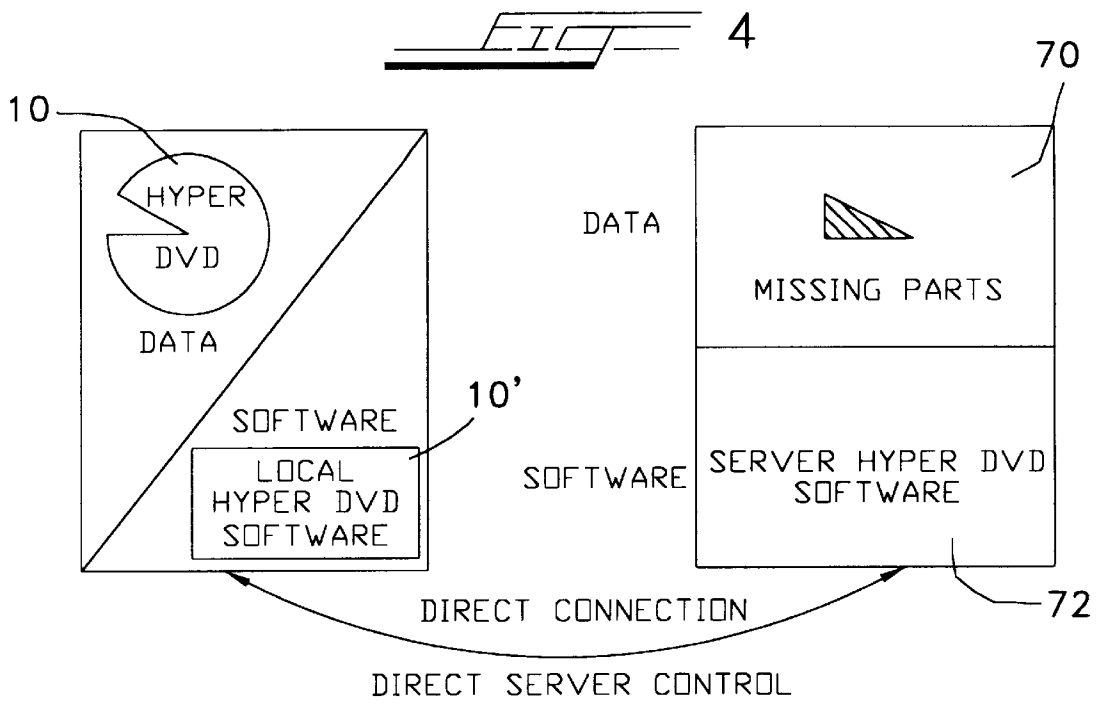 FIG 4
10
HYPER
DVD
DATA
SOFTWARE
10'
LOCAL
HYPER DVD
SOFTWARE
DATA
SOFTWARE
70
MISSING PARTS
SERVER HYPER DVD
SOFTWARE
72
DIRECT CONNECTION
DIRECT SERVER CONTROL